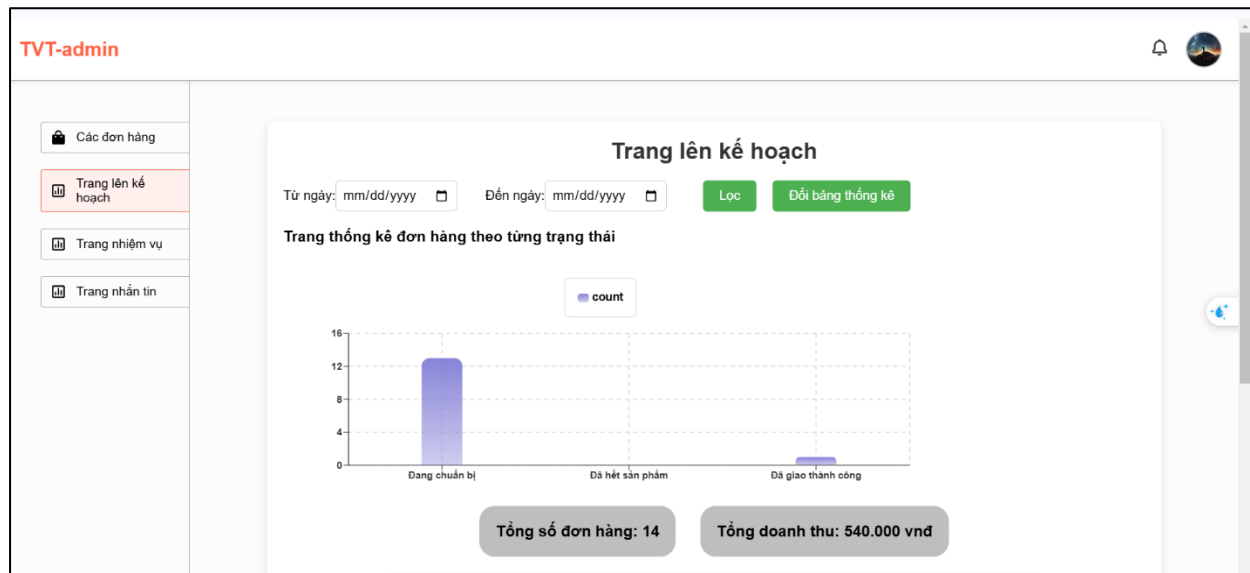 TVT-admin
Các đơn hàng
Trang lên kế
hoạch
Trang nhiệm vụ
Trang nhắn tin
Trang lên kế hoạch
Từ ngày: mm/dd/yyyy Đến ngày: mm/dd/yyyy Lọc Đổi bảng thống kê
Trang thống kê đơn hàng theo từng trạng thái
count
16
12
8
4
0
Đang chuẩn bị Đã hết sản phẩm Đã giao thành công
Tổng số đơn hàng: 14 Tổng doanh thu: 540.000 vnđ